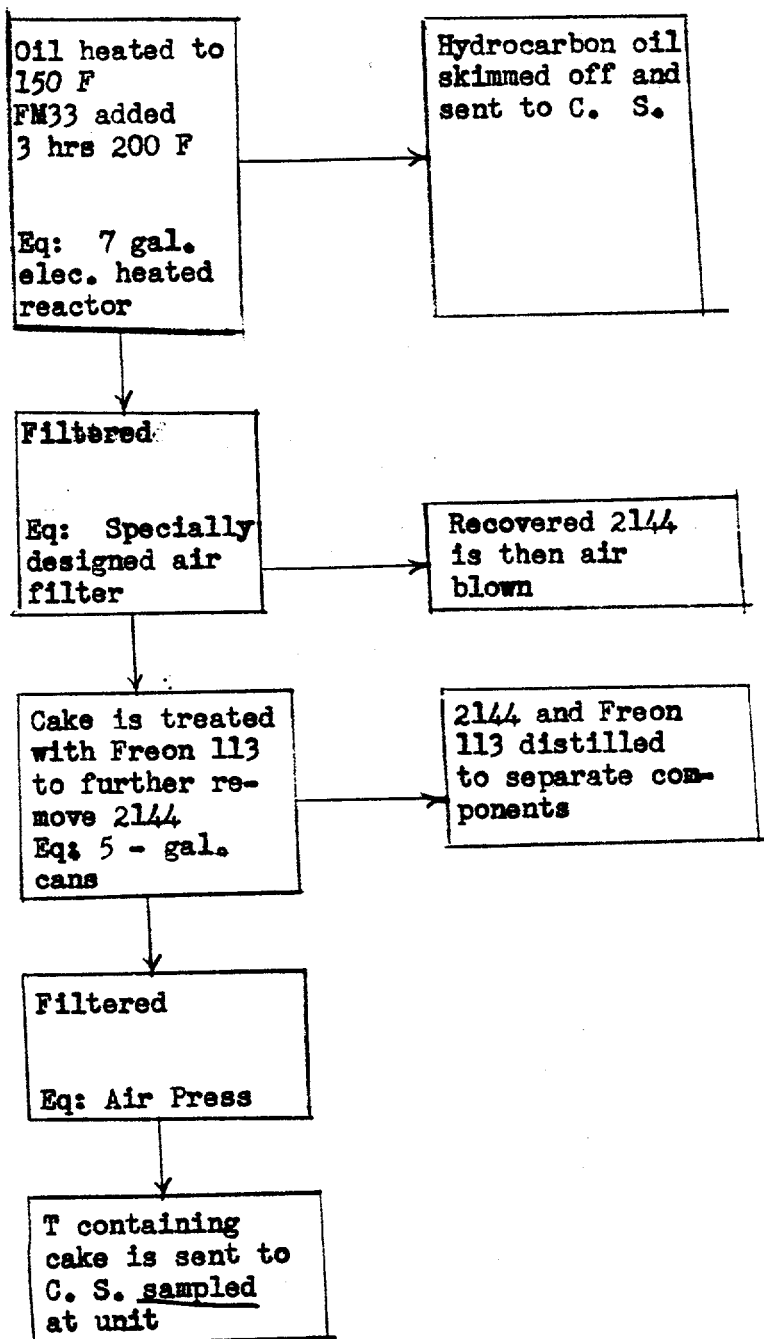 Oil heated to
150 F
FM33 added
3 hrs 200 F
Eq: 7 gal.
elec. heated
reactor
Hydrocarbon oil
skimmed off and
sent to C. S.
Filtered
Eq: Specially
designed air
filter
Recovered 2144
is then air
blown
Cake is treated
with Freon 113
to further re-
move 2144
Eq: 5 - gal.
cans
2144 and Freon
113 distilled
to separate com-
ponents
Filtered
Eq: Air Press
T containing
cake is sent to
C. S. sampled
at unit